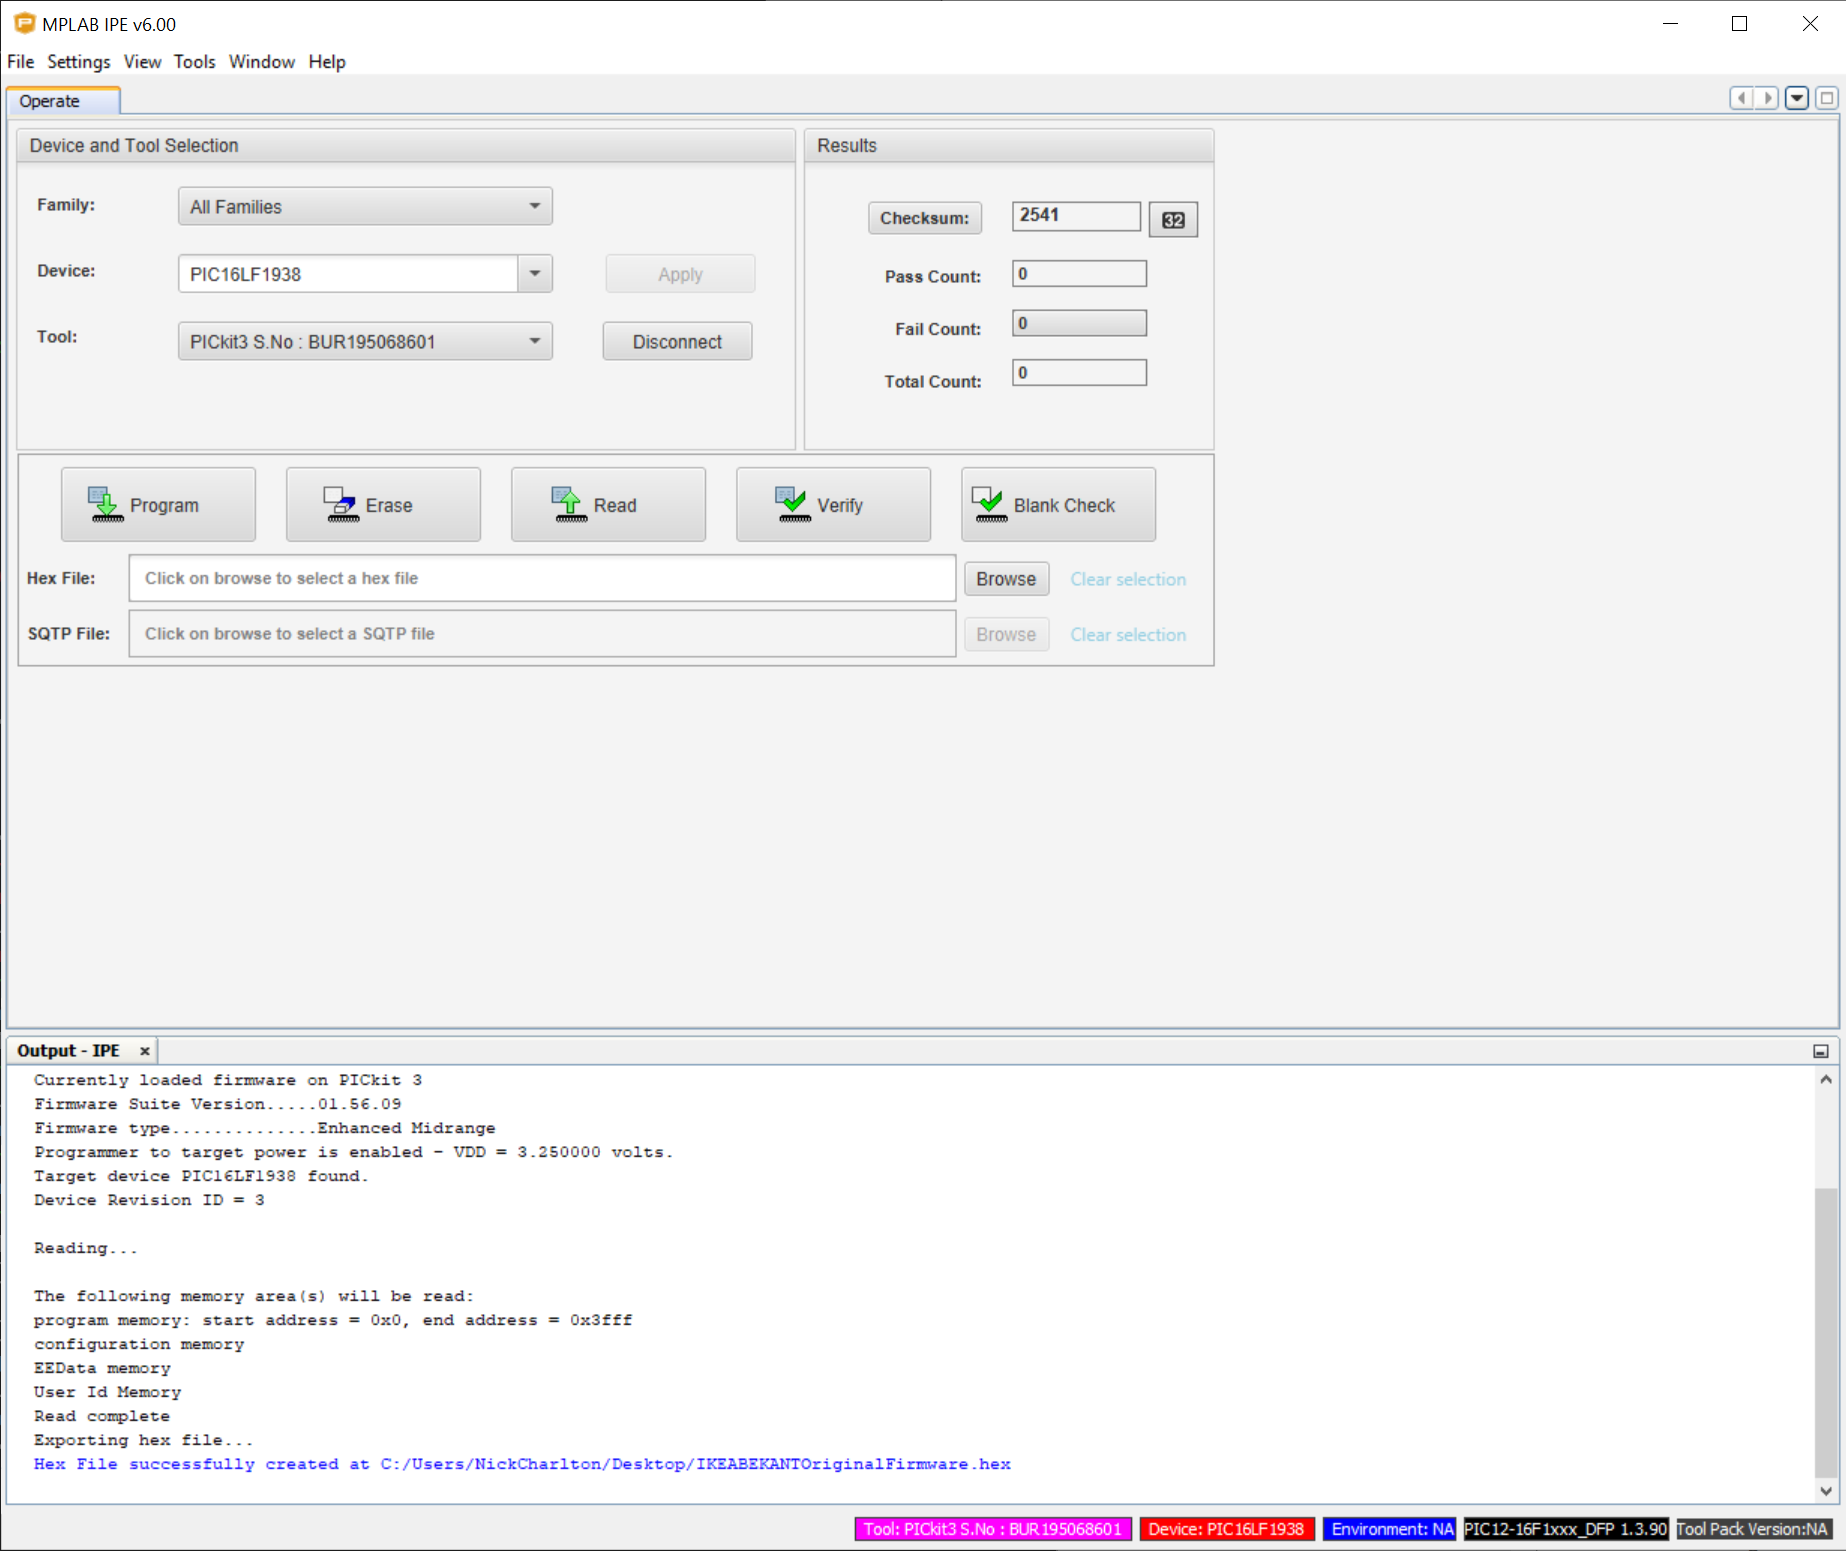 MPLAB IPE v6.00
File Settings View Tools Window Help
Operate
Device and Tool Selection
Family:
All Families
Device:
PIC16LF1938
Apply
Tool:
PICkit3 S.No : BUR195068601
Disconnect
Results
Checksum:
2541
32
Pass Count:
0
Fail Count:
0
Total Count:
0
Program
Erase
Read
Verify
Blank Check
Hex File:
Click on browse to select a hex file
Browse
Clear selection
SQTP File:
Click on browse to select a SQTP file
Browse
Clear selection
Output - IPE
Currently loaded firmware on PICkit 3
Firmware Suite Version.....01.56.09
Firmware type..............Enhanced Midrange
Programmer to target power is enabled - VDD = 3.250000 volts.
Target device PIC16LF1938 found.
Device Revision ID = 3
Reading...
The following memory area(s) will be read:
program memory: start address = 0x0, end address = 0x3fff
configuration memory
EEData memory
User Id Memory
Read complete
Exporting hex file...
Hex File successfully created at C:/Users/NickCharlton/Desktop/IKEABEKANTOriginalFirmware.hex
Tool: PICkit3 S.No : BUR195068601
Device: PIC16LF1938
Environment: NA
PIC12-16F1xxx_DFP 1.3.90
Tool Pack Version:NA